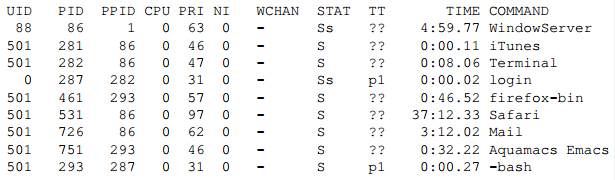 UID PID PPID CPU PRI NI WCHAN STAT TT TIME COMMAND
88 86 1 0 63 0 - Ss ?? 4:59.77 WindowServer
501 281 86 0 46 0 - S ?? 0:00.11 iTunes
501 282 86 0 47 0 - S ?? 0:08.06 Terminal
0 287 282 0 31 0 - Ss p1 0:00.02 login
501 461 293 0 57 0 - S ?? 0:46.52 firefox-bin
501 531 86 0 97 0 - S ?? 37:12.33 Safari
501 726 86 0 62 0 - S ?? 3:12.02 Mail
501 751 293 0 46 0 - S ?? 0:32.22 Aquamacs Emacs
501 293 287 0 31 0 - S p1 0:00.27 -bash